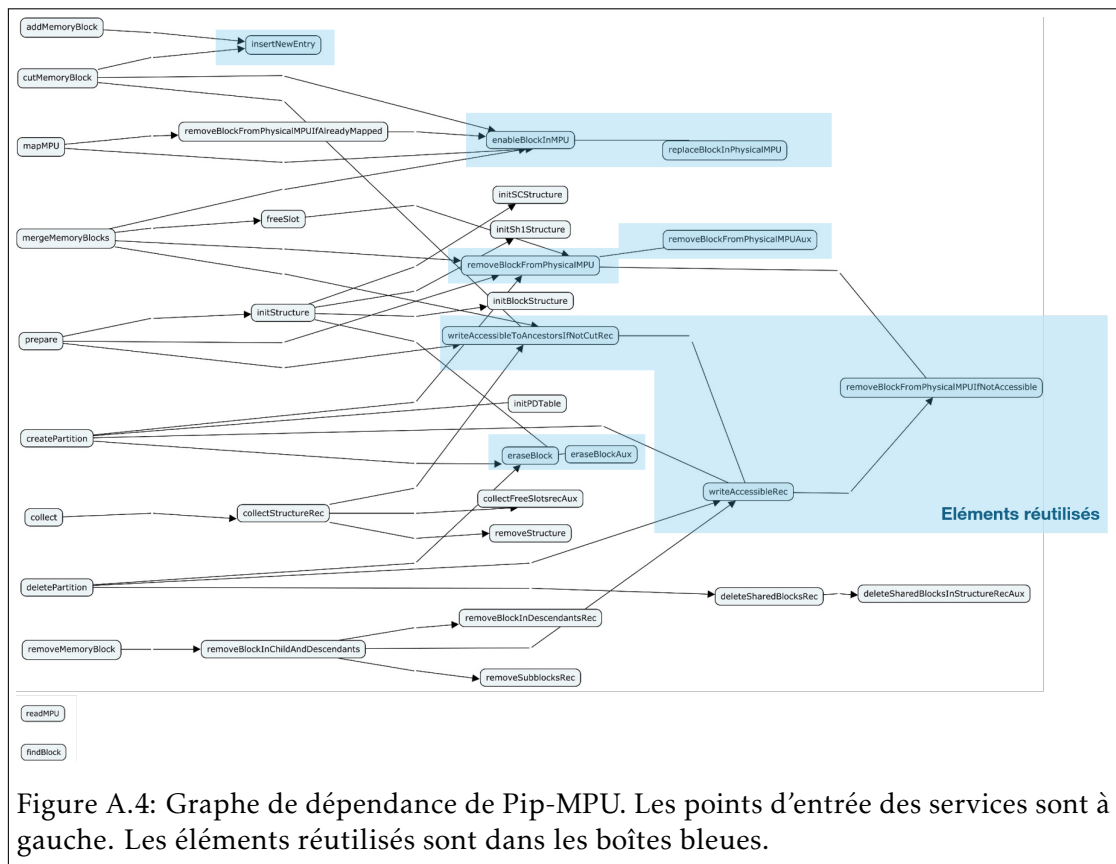 addMemoryBlock
insertNewEntry
cutMemoryBlock
removeBlockFromPhysicalMPUIfAlreadyMapped
enableBlockInMPU
mapMPU
replaceBlockInPhysicalMPU
initSCStructure
freeSlot
initSh1Structure
mergeMemoryBlocks
removeBlockFromPhysicalMPUAux
removeBlockFromPhysicalMPU
initBlockStructure
initStructure
prepare
writeAccessibleToAncestorsIfNotCutRec
removeBlockFromPhysicalMPUIfNotAccessible
initPDTable
createPartition
eraseBlock
eraseBlockAux
writeAccessibleRec
collectFreeSlotsrecAux
collect
collectStructureRec
Eléments réutilisés
removeStructure
deletePartition
deleteSharedBlocksRec
deleteSharedBlocksInStructureRecAux
removeBlockInDescendantsRec
removeMemoryBlock
removeBlockInChildAndDescendants
removeSubblocksRec
readMPU
findBlock
Figure A.4: Graphe de dépendance de Pip-MPU. Les points d’entrée des services sont à
gauche. Les éléments réutilisés sont dans les boîtes bleues.